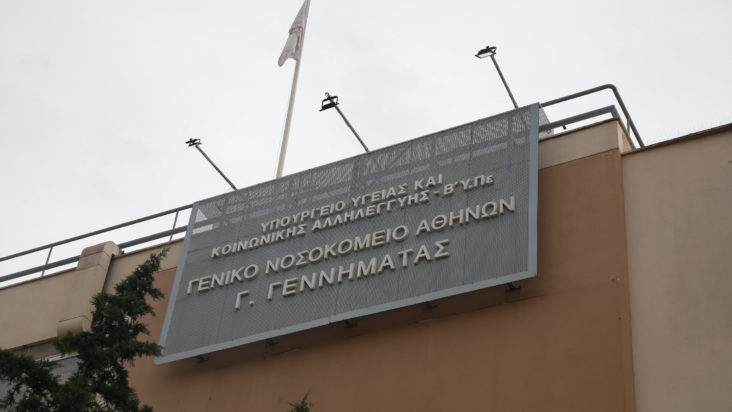 ΥΠΟΥΡΓΕΙΟ ΥΓΕΙΑΣ ΚΑΙ
ΚΟΙΝΩΝΙΚΗΣ ΑΛΛΗΛΕΓΓΥΗΣ - Β΄Υ.Πε
ΓΕΝΙΚΟ ΝΟΣΟΚΟΜΕΙΟ ΑΘΗΝΩΝ
Γ. ΓΕΝΝΗΜΑΤΑΣ